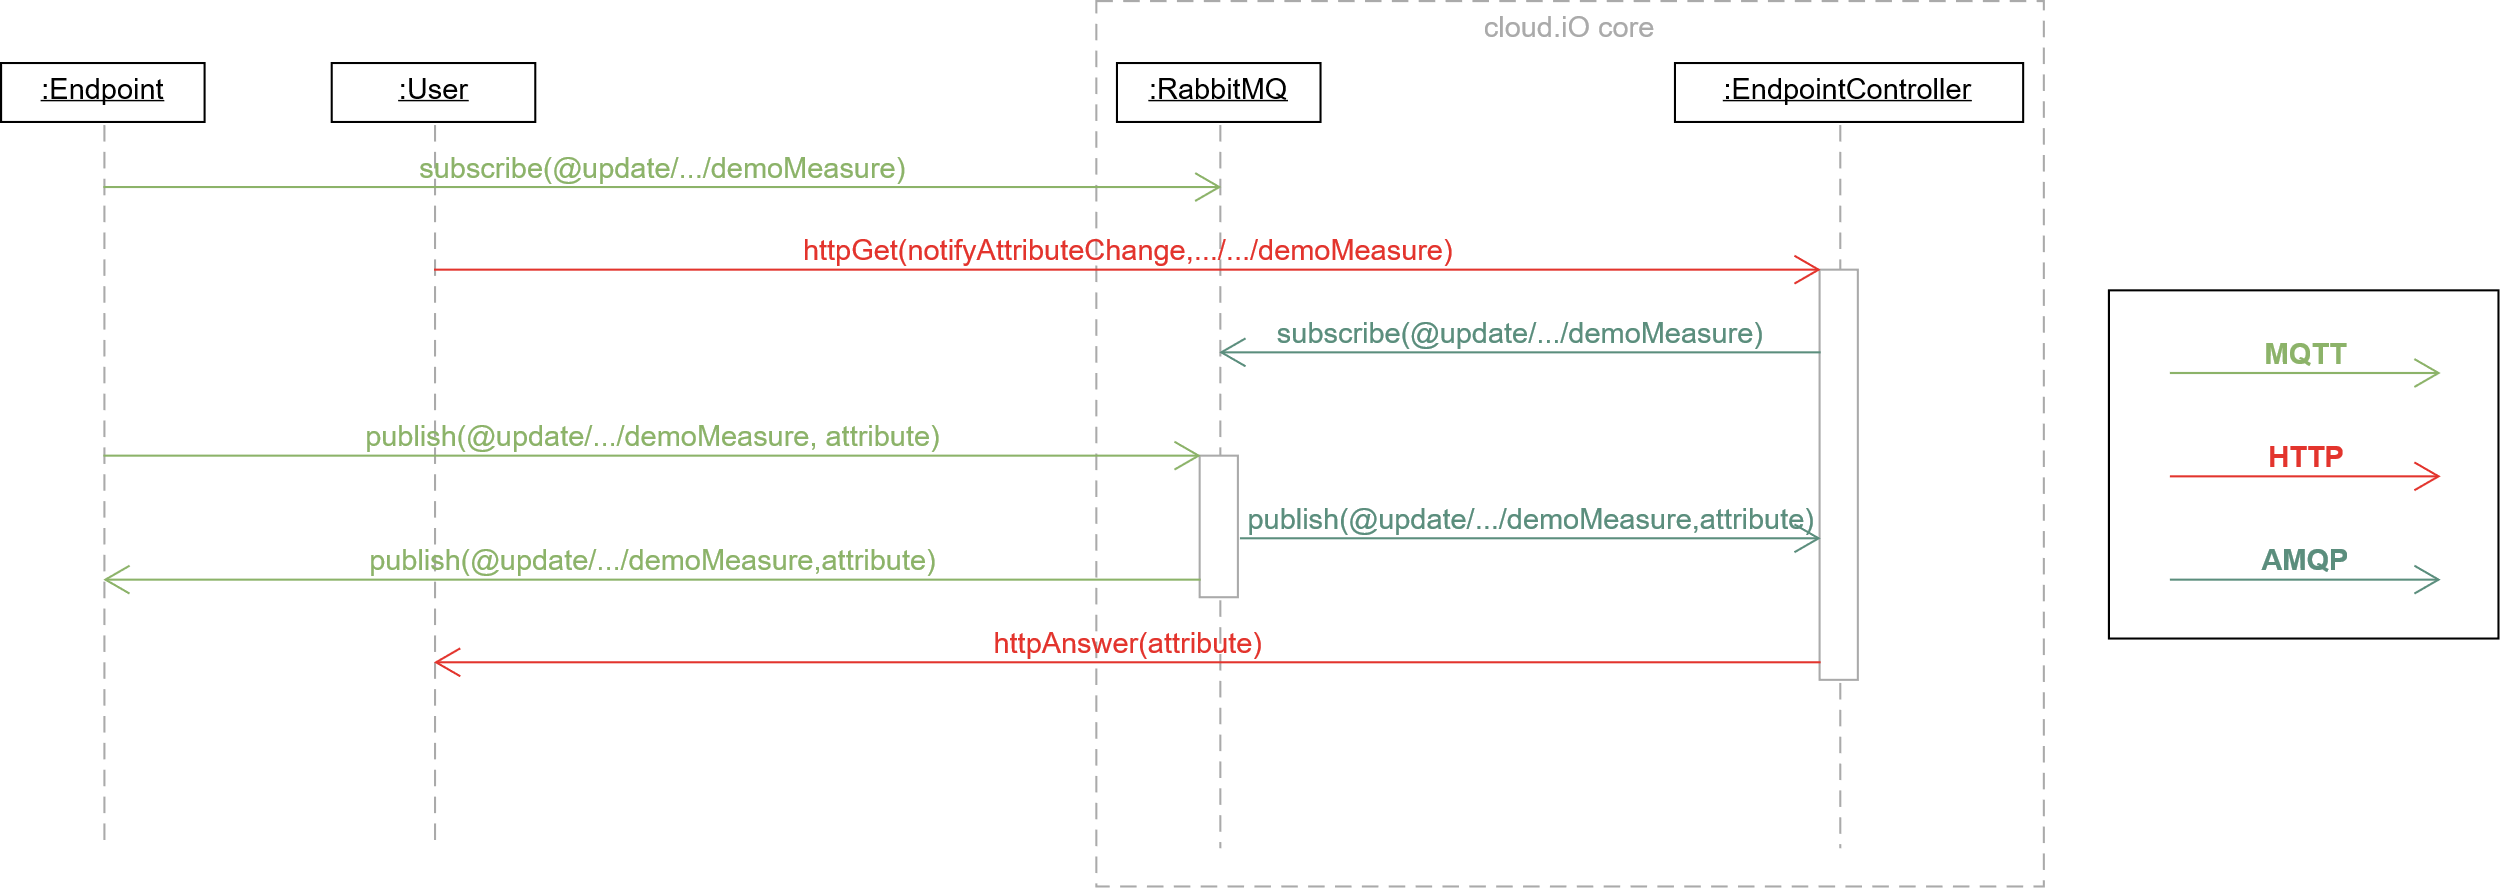 cloud.iO core
:Endpoint
:User
:RabbitMQ
:EndpointController
subscribe(@update/.../demoMeasure)
httpGet(notifyAttributeChange,.../.../demoMeasure)
subscribe(@update/.../demoMeasure)
publish(@update/.../demoMeasure, attribute)
publish(@update/.../demoMeasure,attribute)
publish(@update/.../demoMeasure,attribute)
httpAnswer(attribute)
MQTT
HTTP
AMQP